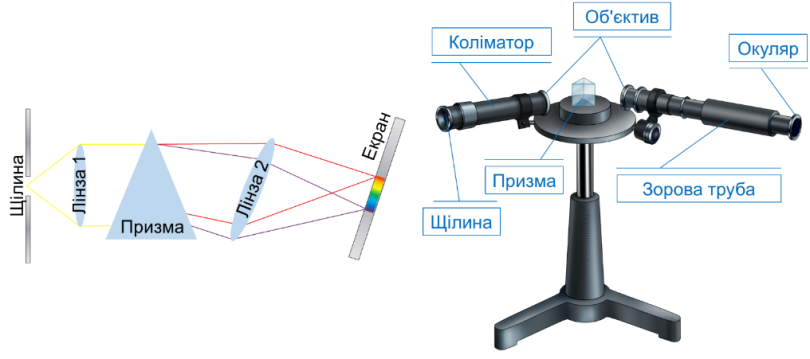 Щілина
Лінза 1
Призма
Лінза 2
Екран
Об'єктив
Коліматор
Окуляр
Призма
Зорова труба
Щілина